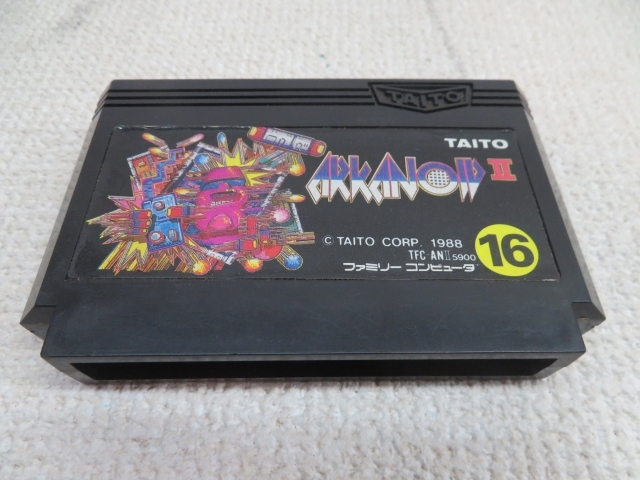 TAITO
TAITO
ARKANOID II
© TAITO CORP. 1988
TFC-ANII 5900
16
ファミリー コンピュータ